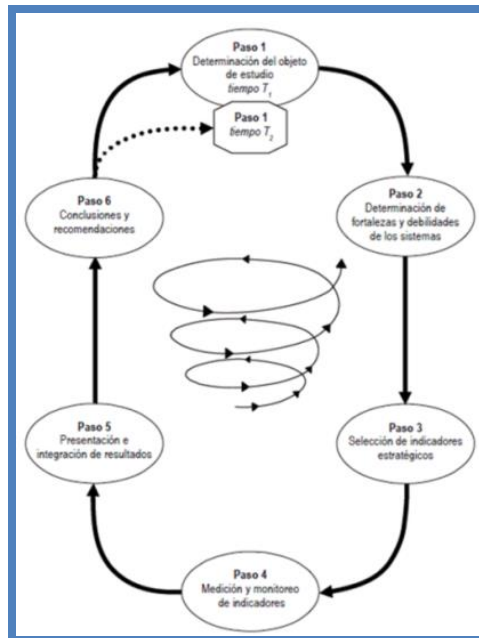 Paso 1
Determinación del objeto
de estudio
tiempo T1
Paso 1
tiempo T2
Paso 2
Determinación de
fortalezas y debilidades
de los sistemas
Paso 3
Selección de indicadores
estratégicos
Paso 4
Medición y monitoreo
de indicadores
Paso 5
Presentación e
integración de resultados
Paso 6
Conclusiones y
recomendaciones